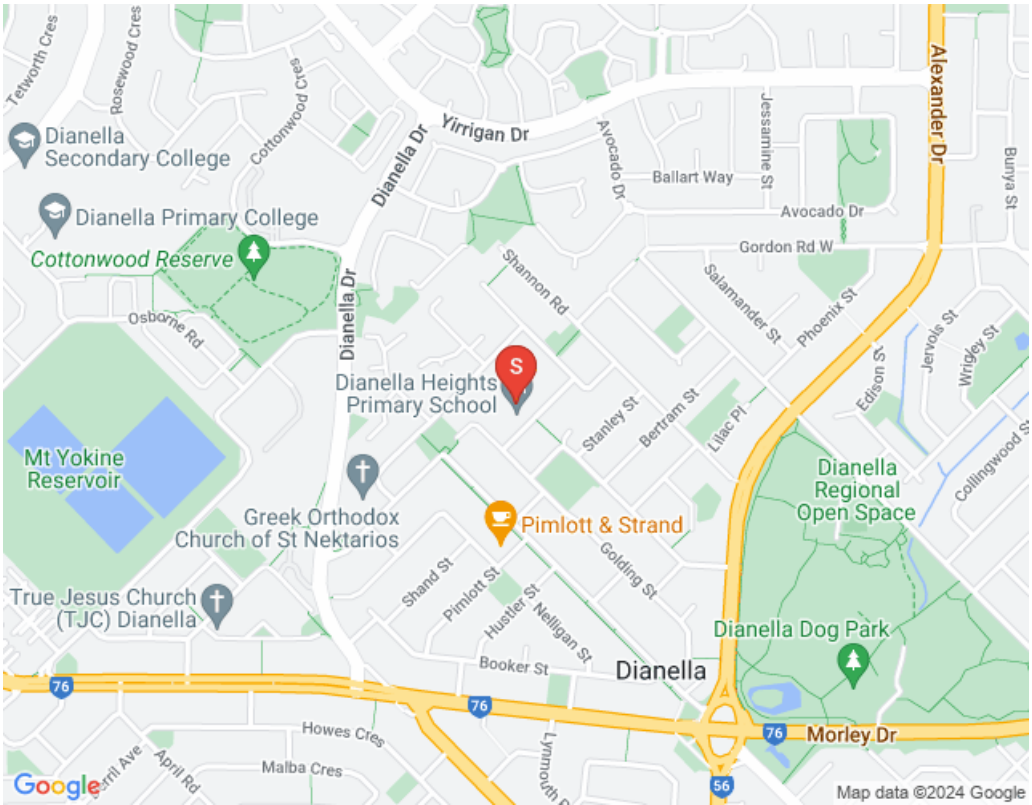 Tetworth Cres
Rosewood Cres
Cottonwood Cres
Dianella
Secondary College
Dianella Primary College
Cottonwood Reserve
Osborne Rd
Dianella Dr
Dianella Dr
Yirrigan Dr
Avocado Dr
Ballart Way
Jessamine St
Avocado Dr
Alexander Dr
Bunya St
Gordon Rd W
Shannon Rd
Salamander St
Phoenix St
Jervois St
Wrigley St
Edison St
Collingwood St
S
Dianella Heights
Primary School
Stanley St
Bertram St
Lilac Pl
Mt Yokine
Reservoir
Dianella
Regional
Open Space
Greek Orthodox
Church of St Nektarios
Pimlott & Strand
Golding St
True Jesus Church
(TJC) Dianella
Shand St
Pimlott St
Hustler St
Nelligan St
Booker St
Dianella
Dianella Dog Park
76
76
76
Morley Dr
56
Howes Cres
April Rd
Malba Cres
Google
Map data ©2024 Google